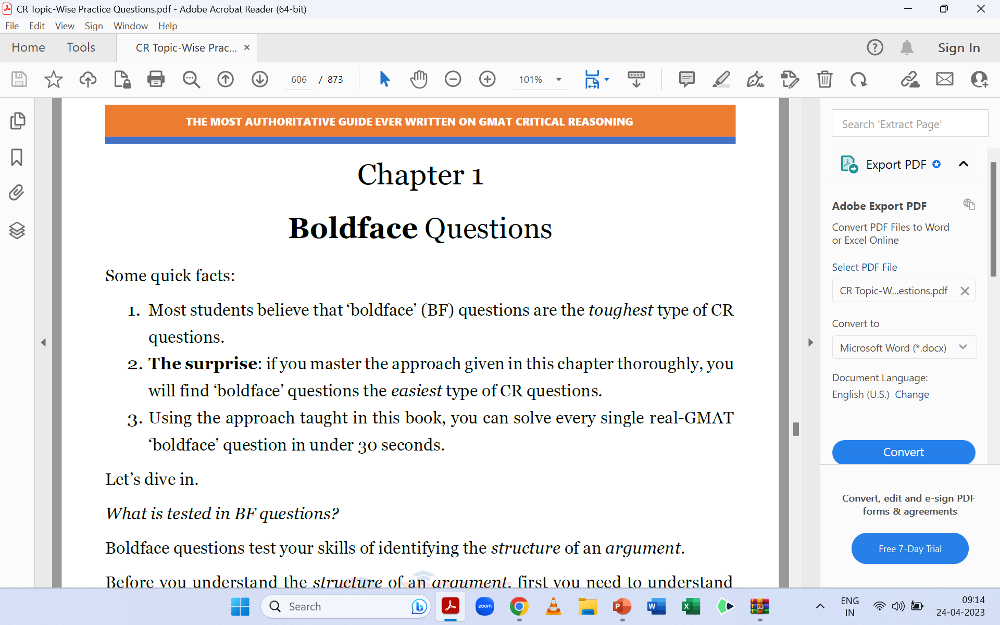 CR Topic-Wise Practice Questions.pdf - Adobe Acrobat Reader (64-bit)
File Edit View Sign Window Help
Home Tools CR Topic-Wise Prac... Sign In
606 / 873 101%
THE MOST AUTHORITATIVE GUIDE EVER WRITTEN ON GMAT CRITICAL REASONING
Chapter 1
Boldface Questions
Some quick facts:
1. Most students believe that ‘boldface’ (BF) questions are the toughest type of CR
questions.
2. The surprise: if you master the approach given in this chapter thoroughly, you
will find ‘boldface’ questions the easiest type of CR questions.
3. Using the approach taught in this book, you can solve every single real-GMAT
‘boldface’ question in under 30 seconds.
Let’s dive in.
What is tested in BF questions?
Boldface questions test your skills of identifying the structure of an argument.
Before you understand the structure of an argument, first you need to understand
Search 'Extract Page'
Export PDF
Adobe Export PDF
Convert PDF Files to Word
or Excel Online
Select PDF File
CR Topic-W...estions.pdf
Convert to
Microsoft Word (*.docx)
Document Language:
English (U.S.) Change
Convert
Convert, edit and e-sign PDF
forms & agreements
Free 7-Day Trial
Search
zoom
ENG
IN
09:14
24-04-2023